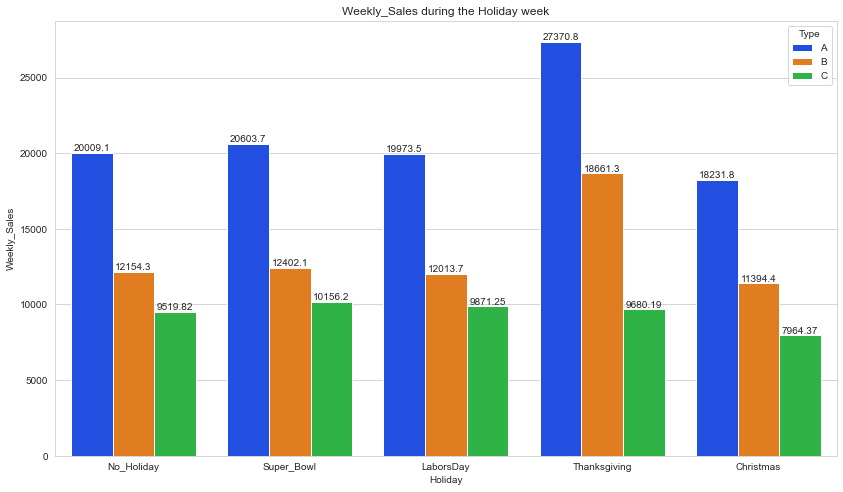 Weekly_Sales during the Holiday week
Type
A
B
C
Weekly_Sales
25000
20000
15000
10000
5000
0
20009.1
12154.3
9519.82
20603.7
12402.1
10156.2
19973.5
12013.7
9871.25
27370.8
18661.3
9680.19
18231.8
11394.4
7964.37
No_Holiday
Super_Bowl
LaborsDay
Thanksgiving
Christmas
Holiday